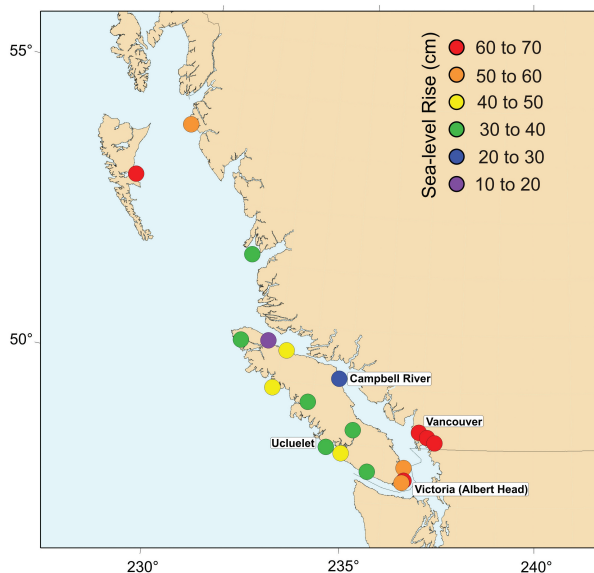 55°
50°
Sea-level Rise (cm)
60 to 70
50 to 60
40 to 50
30 to 40
20 to 30
10 to 20
Campbell River
Vancouver
Ucluelet
Victoria (Albert Head)
230°
235°
240°